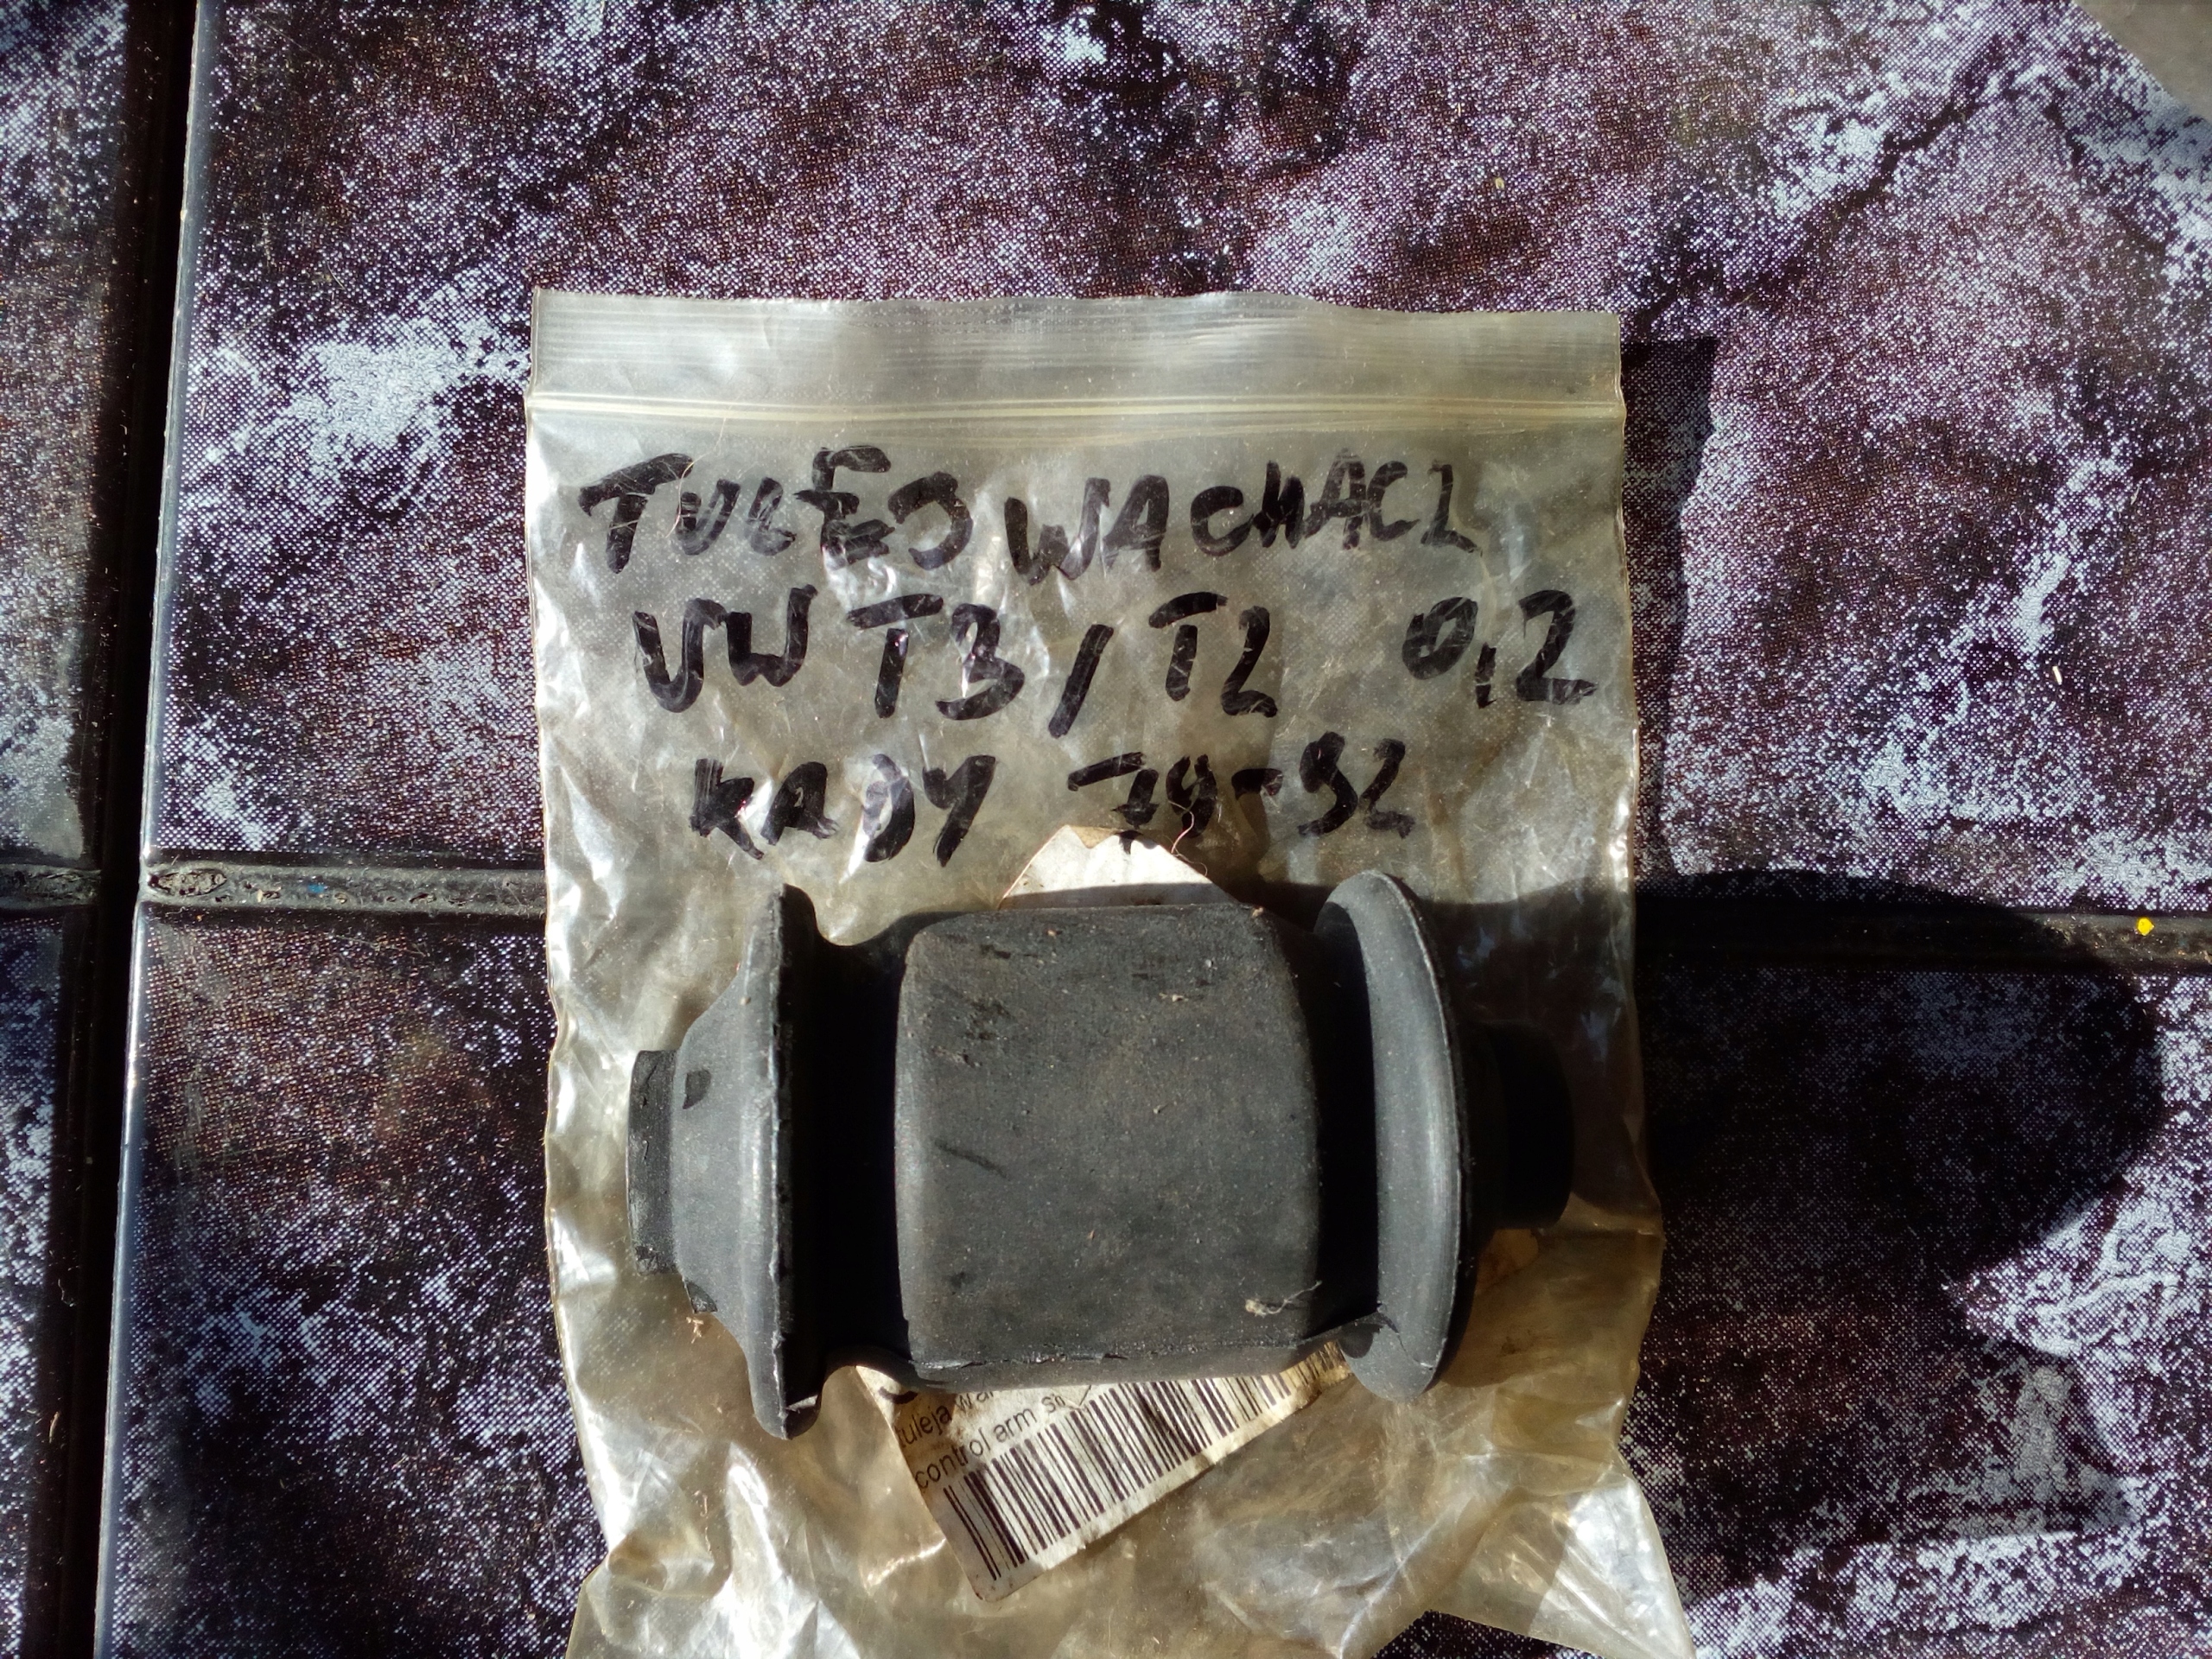 TULEJ WACHACZ
VW T3/T2 0,2
KADY 79-92
tuleja wa
control arm si